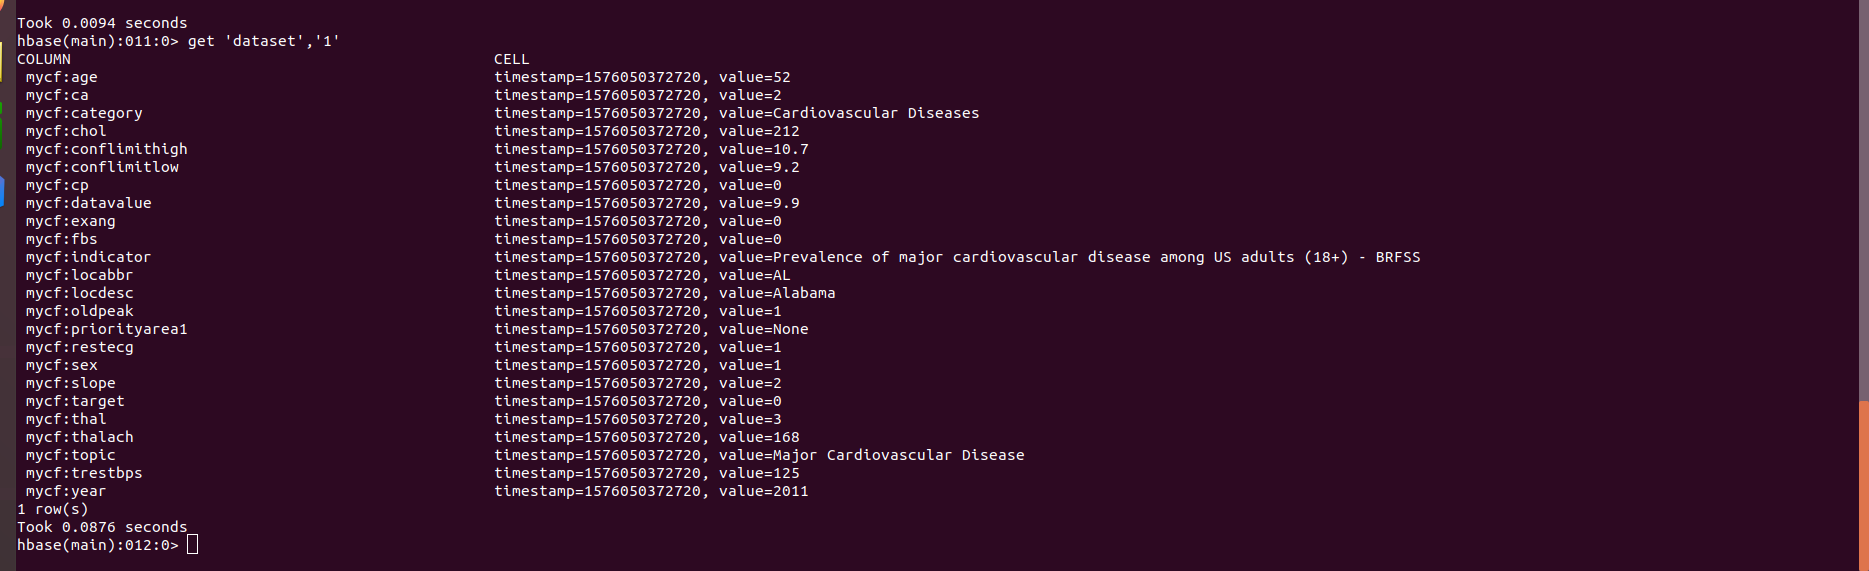 Took 0.0094 seconds
hbase(main):011:0> get 'dataset','1'
COLUMN CELL
mycf:age timestamp=1576050372720, value=52
mycf:ca timestamp=1576050372720, value=2
mycf:category timestamp=1576050372720, value=Cardiovascular Diseases
mycf:chol timestamp=1576050372720, value=212
mycf:conflimithigh timestamp=1576050372720, value=10.7
mycf:conflimitlow timestamp=1576050372720, value=9.2
mycf:cp timestamp=1576050372720, value=0
mycf:datavalue timestamp=1576050372720, value=9.9
mycf:exang timestamp=1576050372720, value=0
mycf:fbs timestamp=1576050372720, value=0
mycf:indicator timestamp=1576050372720, value=Prevalence of major cardiovascular disease among US adults (18+) - BRFSS
mycf:locabbr timestamp=1576050372720, value=AL
mycf:locdesc timestamp=1576050372720, value=Alabama
mycf:oldpeak timestamp=1576050372720, value=1
mycf:priorityarea1 timestamp=1576050372720, value=None
mycf:restecg timestamp=1576050372720, value=1
mycf:sex timestamp=1576050372720, value=1
mycf:slope timestamp=1576050372720, value=2
mycf:target timestamp=1576050372720, value=0
mycf:thal timestamp=1576050372720, value=3
mycf:thalach timestamp=1576050372720, value=168
mycf:topic timestamp=1576050372720, value=Major Cardiovascular Disease
mycf:trestbps timestamp=1576050372720, value=125
mycf:year timestamp=1576050372720, value=2011
1 row(s)
Took 0.0876 seconds
hbase(main):012:0>